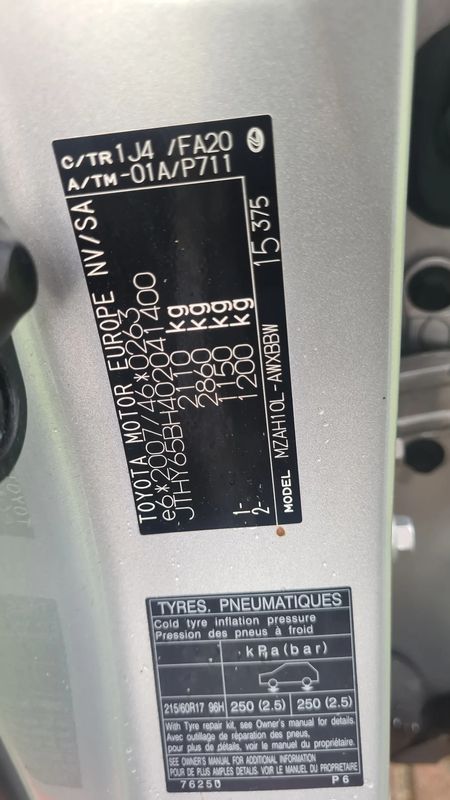 TOYOTA MOTOR EUROPE NV/SA
e6*2007/46*0263
JTHY65BH402041400
2110 kg
2860 kg
1- 1150 kg
2- 1200 kg
MODEL MZAH10L-AWXBBW 15 375
C/TR 1J4 /FA20
A/TM -01A/P711
TYRES. PNEUMATIQUES
Cold tyre inflation pressure
Pression des pneus à froid
kPa(bar)
215/60R17 96H 250 (2.5) 250 (2.5)
With Tyre repair kit, see Owner's manual for details.
Avec outillage de réparation des pneus,
pour plus de détails, voir manuel du propriétaire.
SEE OWNER'S MANUAL FOR ADDITIONAL INFORMATION
POUR DE PLUS AMPLES DETAILS. VOIR LE MANUEL DU PROPRIETAIRE
76250 P6